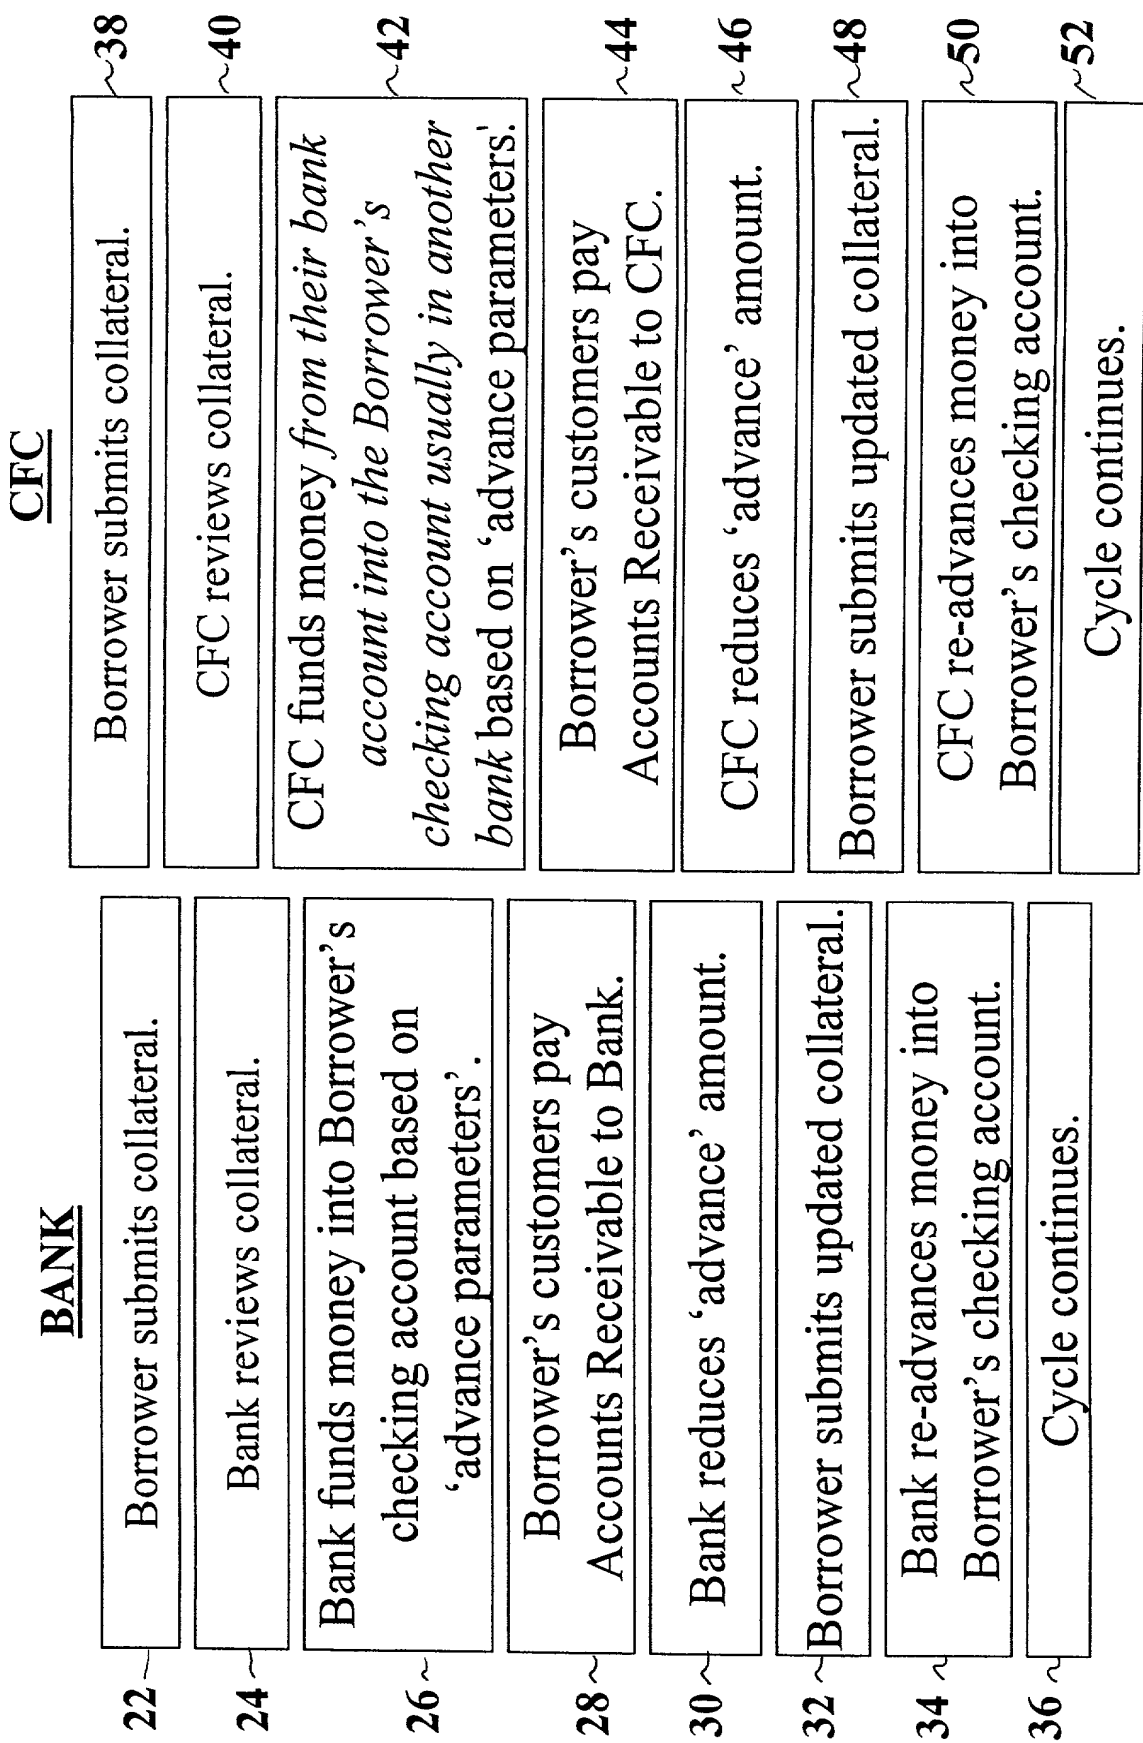 BANK
22
Borrower submits collateral.
24
Bank reviews collateral.
26
Bank funds money into Borrower's
checking account based on
‘advance parameters’.
28
Borrower's customers pay
Accounts Receivable to Bank.
30
Bank reduces ‘advance’ amount.
32
Borrower submits updated collateral.
34
Bank re-advances money into
Borrower's checking account.
36
Cycle continues.
CFC
Borrower submits collateral.
38
CFC reviews collateral.
40
CFC funds money from their bank
account into the Borrower's
checking account usually in another
bank based on ‘advance parameters'.
42
Borrower's customers pay
Accounts Receivable to CFC.
44
CFC reduces ‘advance’ amount.
46
Borrower submits updated collateral.
48
CFC re-advances money into
Borrower's checking account.
50
Cycle continues.
52